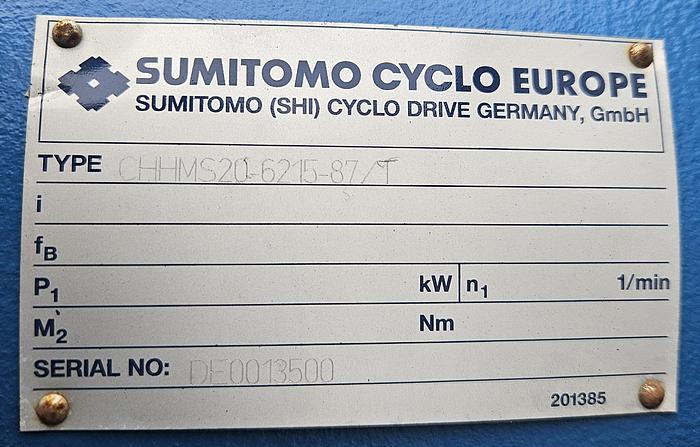 SUMITOMO CYCLO EUROPE
SUMITOMO (SHI) CYCLO DRIVE GERMANY, GmbH
TYPE CHHMS20-6215-87/T
i
fB
P1 kW n1 1/min
M2 Nm
SERIAL NO: DE0013500
201385